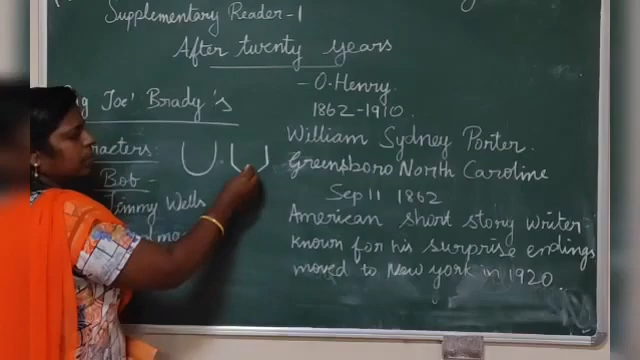 Supplementary Reader-1
After twenty years
- O. Henry
1862-1910.
Joe' Brady's
William Sydney Porter.
Greensboro North Caroline
Sep 11 1862
American short story writer-
known for his surprise endings
moved to New york in 1920.
Bob-
Jimmy Wells
U.